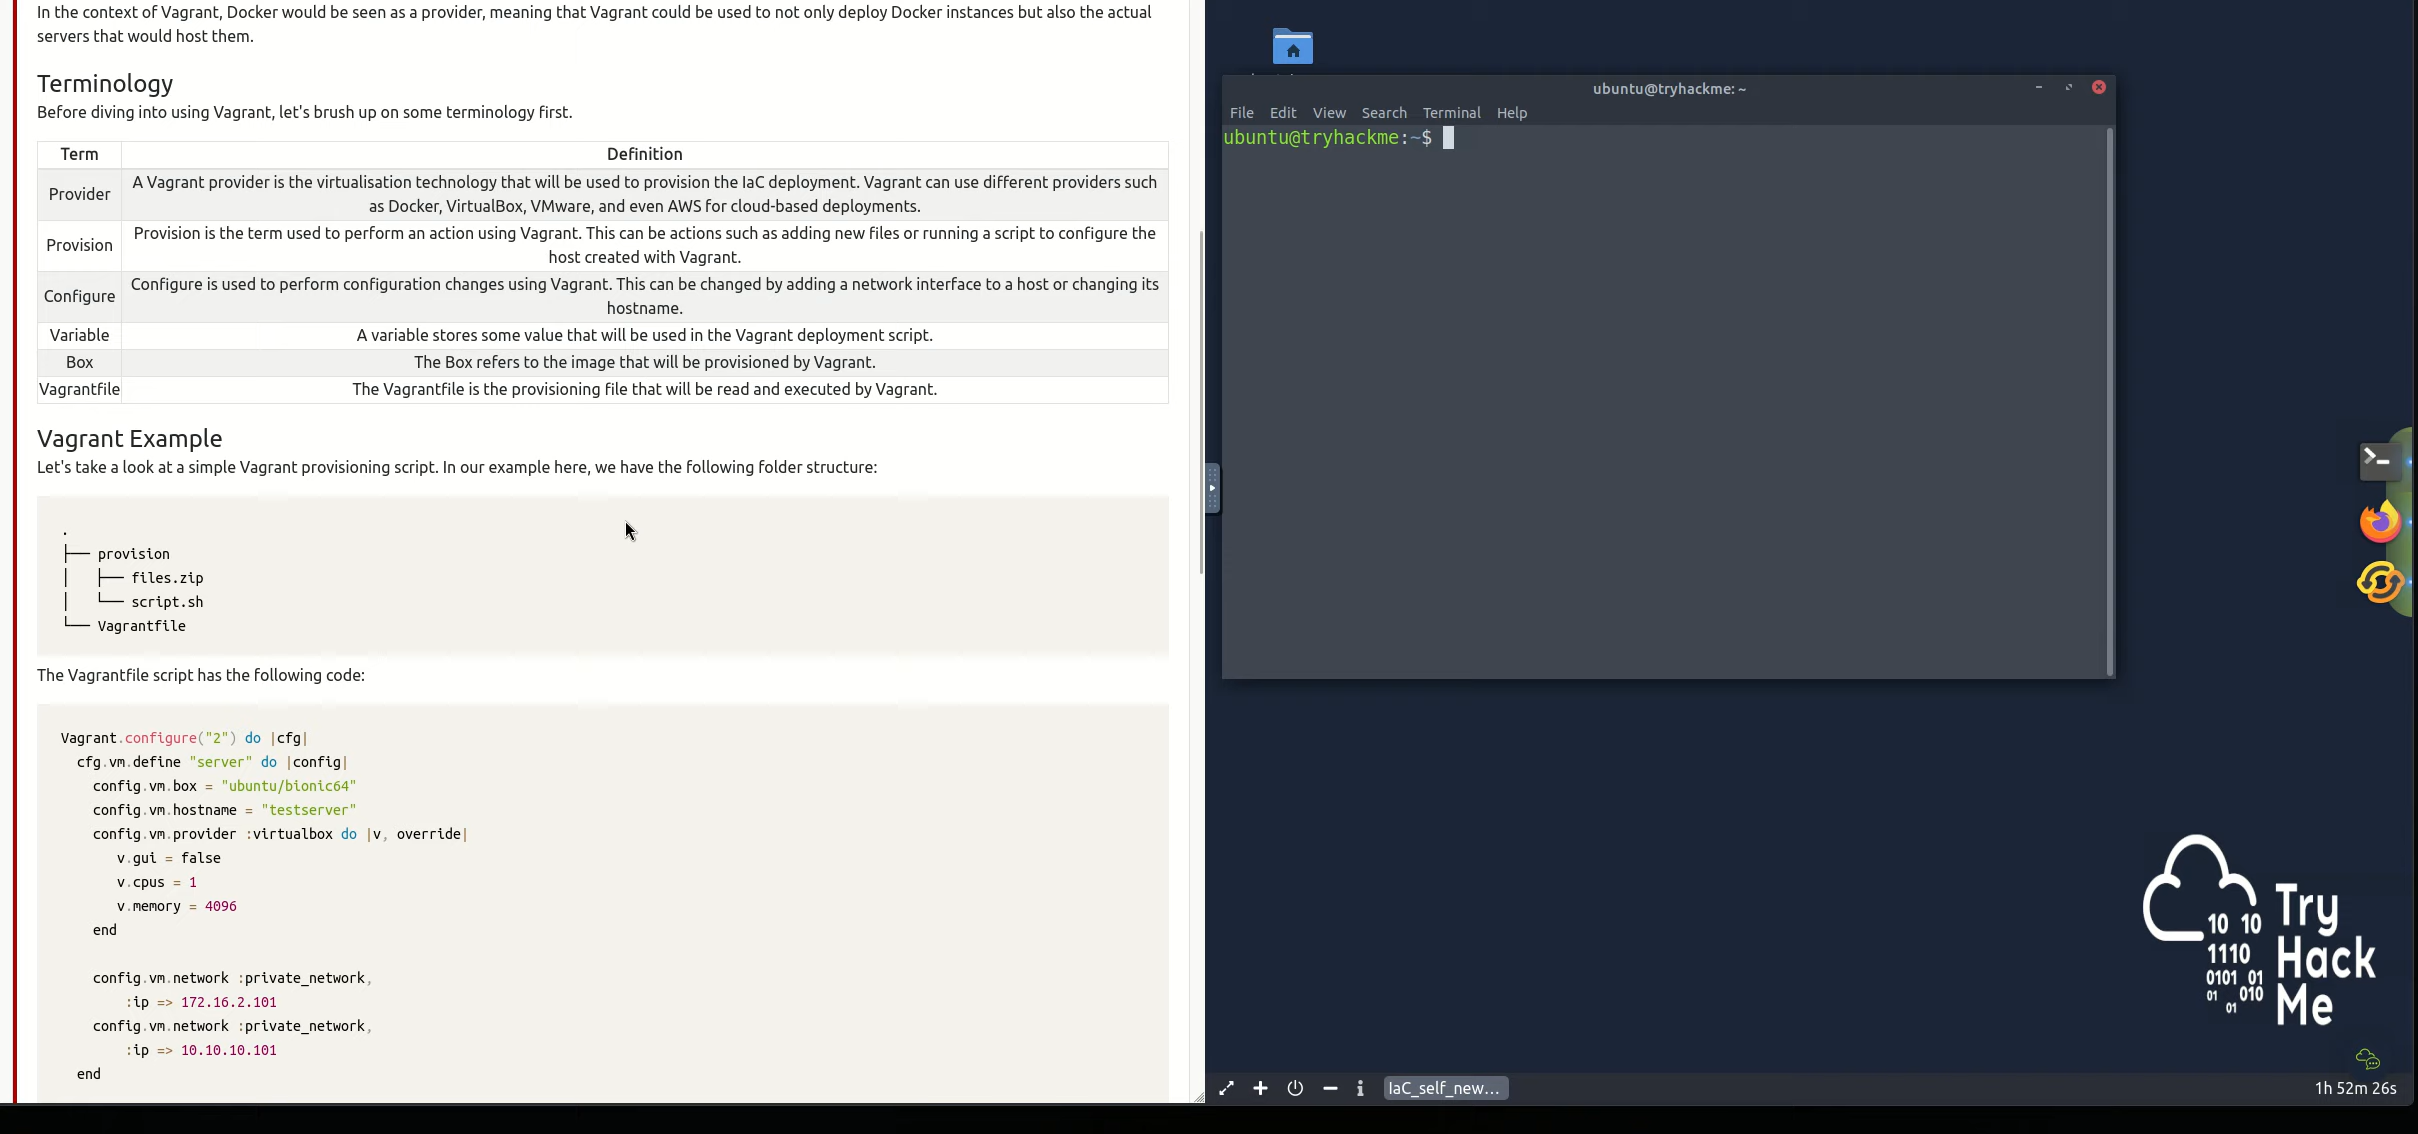 In the context of Vagrant, Docker would be seen as a provider, meaning that Vagrant could be used to not only deploy Docker instances but also the actual
servers that would host them.
Terminology
Before diving into using Vagrant, let's brush up on some terminology first.
Term Definition
Provider A Vagrant provider is the virtualisation technology that will be used to provision the IaC deployment. Vagrant can use different providers such
as Docker, VirtualBox, VMware, and even AWS for cloud-based deployments.
Provision Provision is the term used to perform an action using Vagrant. This can be actions such as adding new files or running a script to configure the
host created with Vagrant.
Configure Configure is used to perform configuration changes using Vagrant. This can be changed by adding a network interface to a host or changing its
hostname.
Variable A variable stores some value that will be used in the Vagrant deployment script.
Box The Box refers to the image that will be provisioned by Vagrant.
Vagrantfile The Vagrantfile is the provisioning file that will be read and executed by Vagrant.
Vagrant Example
Let's take a look at a simple Vagrant provisioning script. In our example here, we have the following folder structure:
.
├── provision
│   ├── files.zip
│   └── script.sh
└── Vagrantfile
The Vagrantfile script has the following code:
Vagrant.configure("2") do |cfg|
cfg.vm.define "server" do |config|
config.vm.box = "ubuntu/bionic64"
config.vm.hostname = "testserver"
config.vm.provider :virtualbox do |v, override|
v.gui = false
v.cpus = 1
v.memory = 4096
end
config.vm.network :private_network,
:ip => 172.16.2.101
config.vm.network :private_network,
:ip => 10.10.10.101
end
ubuntu@tryhackme: ~
File Edit View Search Terminal Help
ubuntu@tryhackme:~$
Try
Hack
Me
10 10
1110
0101 01
01 010
01
IaC_self_new...
1h 52m 26s